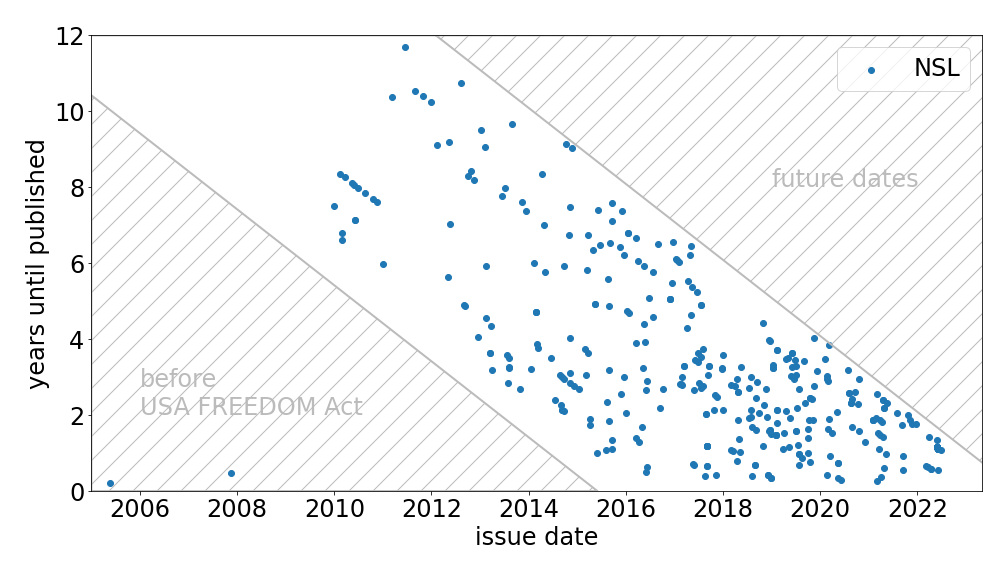 12
NSL
10
years until published
8
future dates
6
4
before
USA FREEDOM Act
2
0
2006 2008 2010 2012 2014 2016 2018 2020 2022
issue date